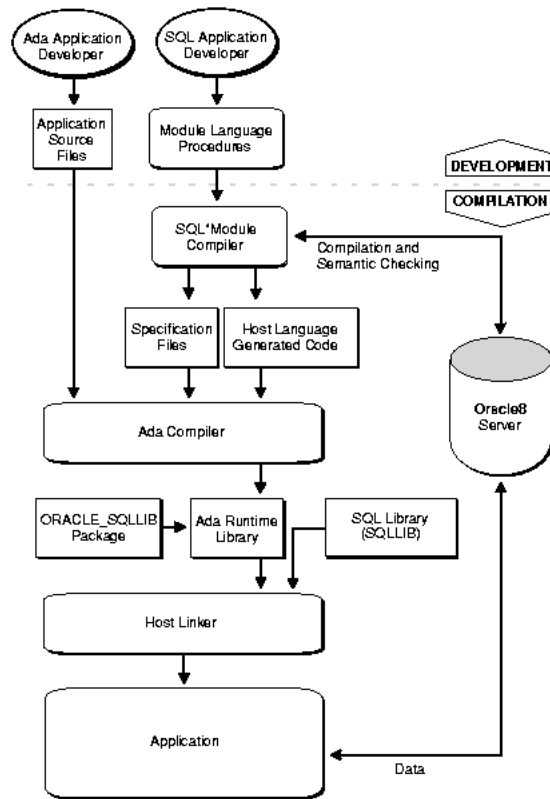 Ada Application
Developer
SQL Application
Developer
Application
Source
Files
Module Language
Procedures
DEVELOPMENT
COMPILATION
SQL*Module
Compiler
Compilation and
Semantic Checking
Specification
Files
Host Language
Generated Code
Oracle8
Server
Ada Compiler
ORACLE_SQLLIB
Package
Ada Runtime
Library
SQL Library
(SQLLIB)
Host Linker
Application
Data